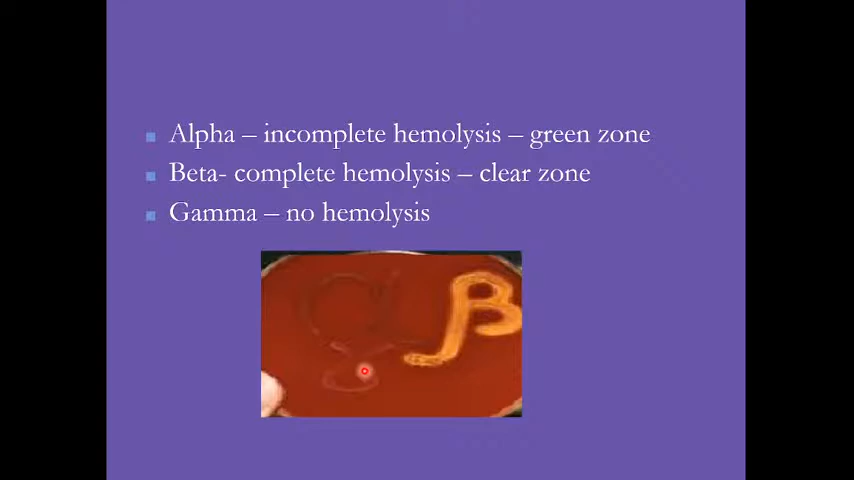 Alpha – incomplete hemolysis – green zone
Beta- complete hemolysis – clear zone
Gamma – no hemolysis
α β
γ